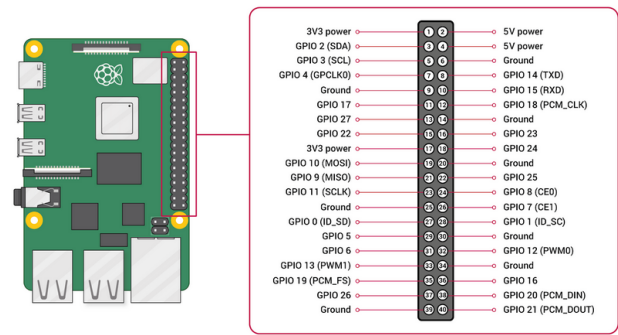 3V3 power 1 2 5V power
GPIO 2 (SDA) 3 4 5V power
GPIO 3 (SCL) 5 6 Ground
GPIO 4 (GPCLK0) 7 8 GPIO 14 (TXD)
Ground 9 10 GPIO 15 (RXD)
GPIO 17 11 12 GPIO 18 (PCM_CLK)
GPIO 27 13 14 Ground
GPIO 22 15 16 GPIO 23
3V3 power 17 18 GPIO 24
GPIO 10 (MOSI) 19 20 Ground
GPIO 9 (MISO) 21 22 GPIO 25
GPIO 11 (SCLK) 23 24 GPIO 8 (CE0)
Ground 25 26 GPIO 7 (CE1)
GPIO 0 (ID_SD) 27 28 GPIO 1 (ID_SC)
GPIO 5 29 30 Ground
GPIO 6 31 32 GPIO 12 (PWM0)
GPIO 13 (PWM1) 33 34 Ground
GPIO 19 (PCM_FS) 35 36 GPIO 16
GPIO 26 37 38 GPIO 20 (PCM_DIN)
Ground 39 40 GPIO 21 (PCM_DOUT)